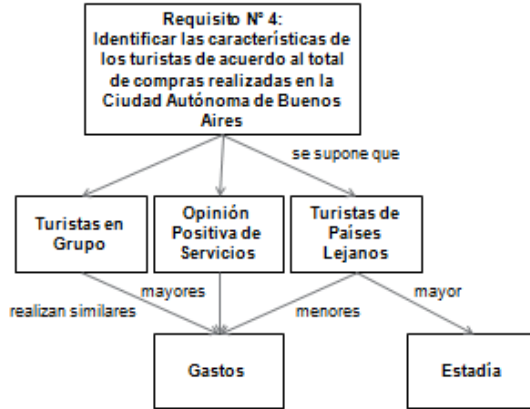 Requisito N° 4:
Identificar las características de
los turistas de acuerdo al total
de compras realizadas en la
Ciudad Autónoma de Buenos
Aires
se supone que
Turistas en
Grupo
Opinión
Positiva de
Servicios
Turistas de
Países
Lejanos
realizan similares
mayores
menores
mayor
Gastos
Estadía